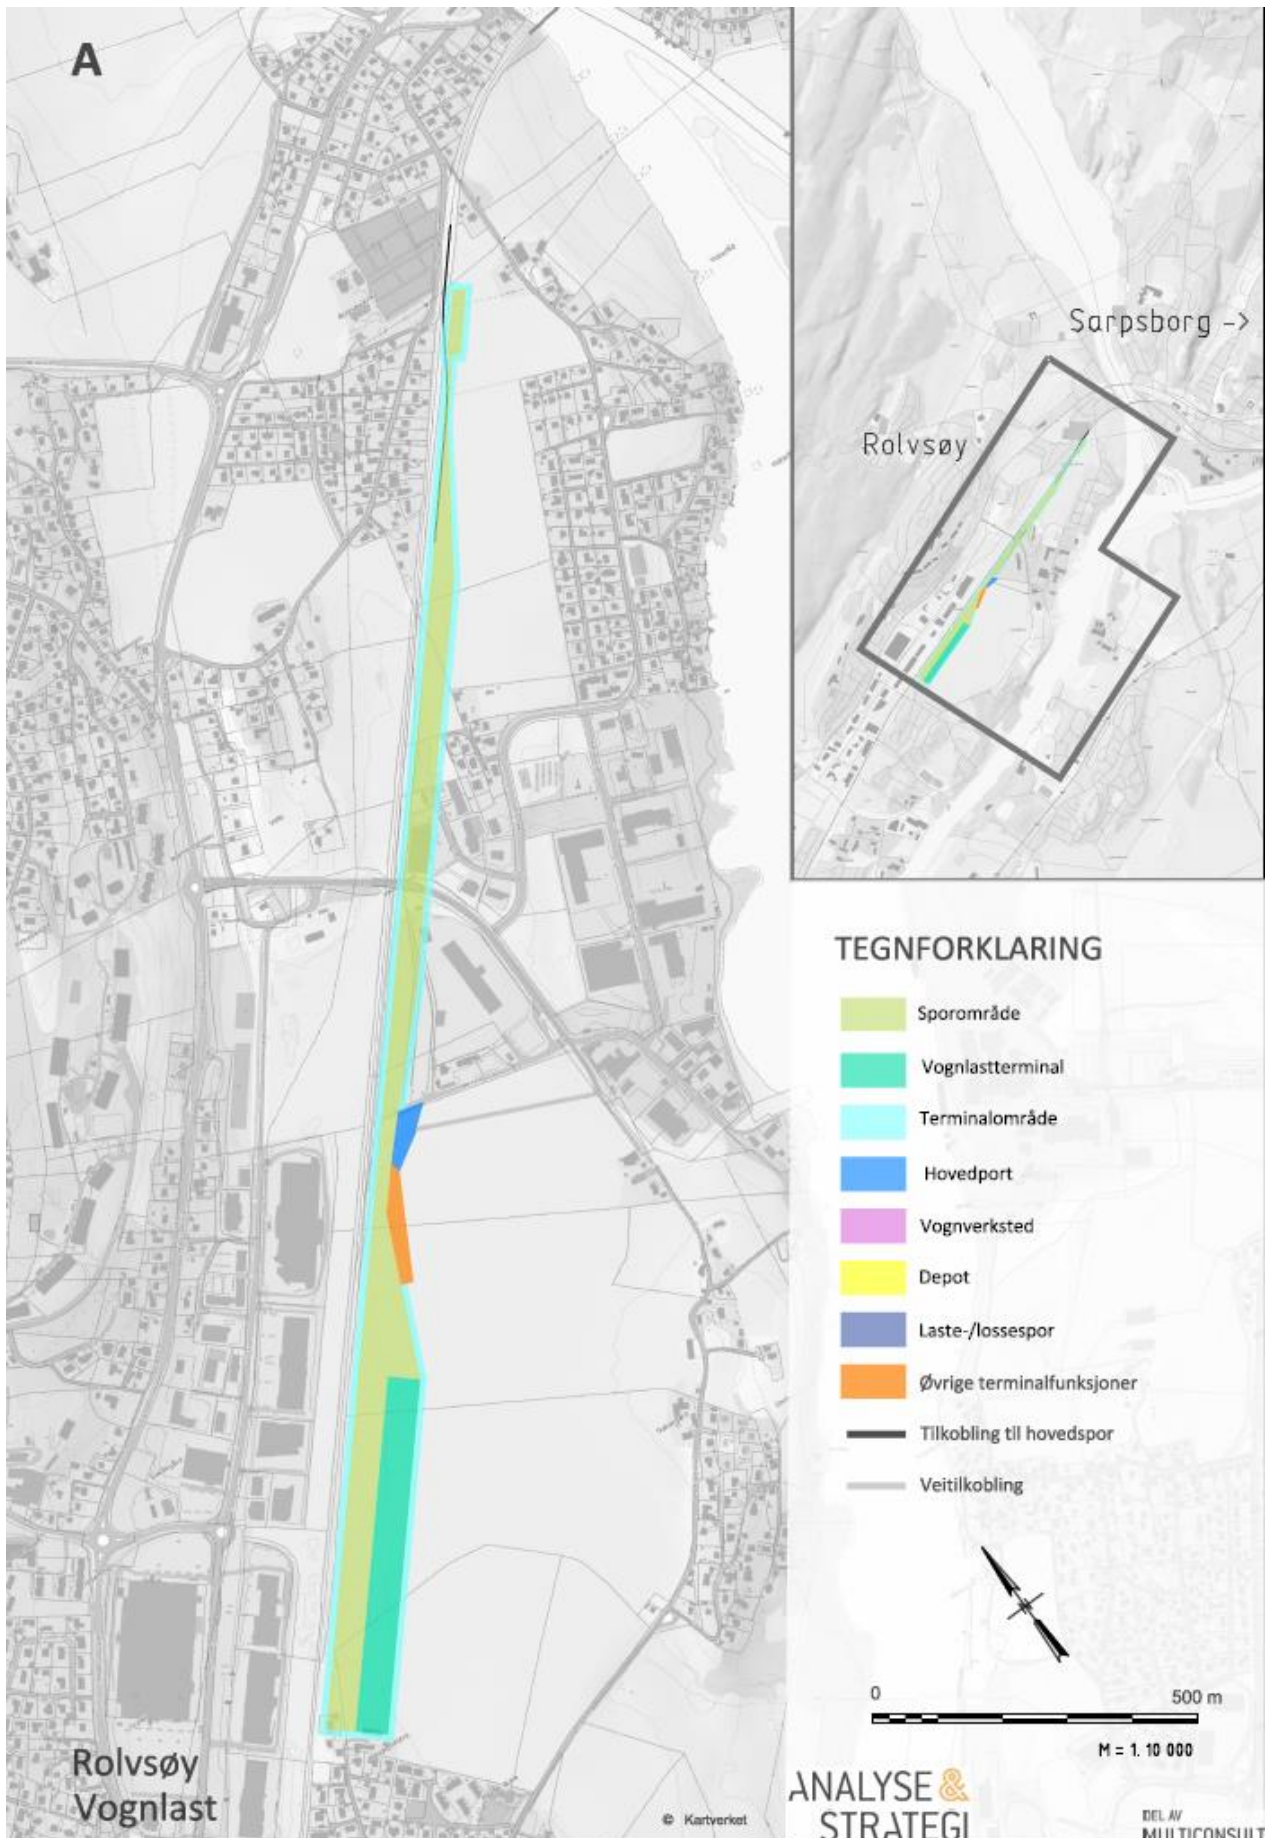 A
Sarpsborg ->
Rolvsøy
TEGNFORKLARING
Sporområde
Vognlastterminal
Terminalområde
Hovedport
Vognverksted
Depot
Laste-/lossespor
Øvrige terminalfunksjoner
Tilkobling til hovedspor
Veitilkobling
0 500 m
M = 1. 10 000
Rolvsøy
Vognlast
© Kartverket
ANALYSE &
STRATEGI
DEL AV
MULTICONSULT